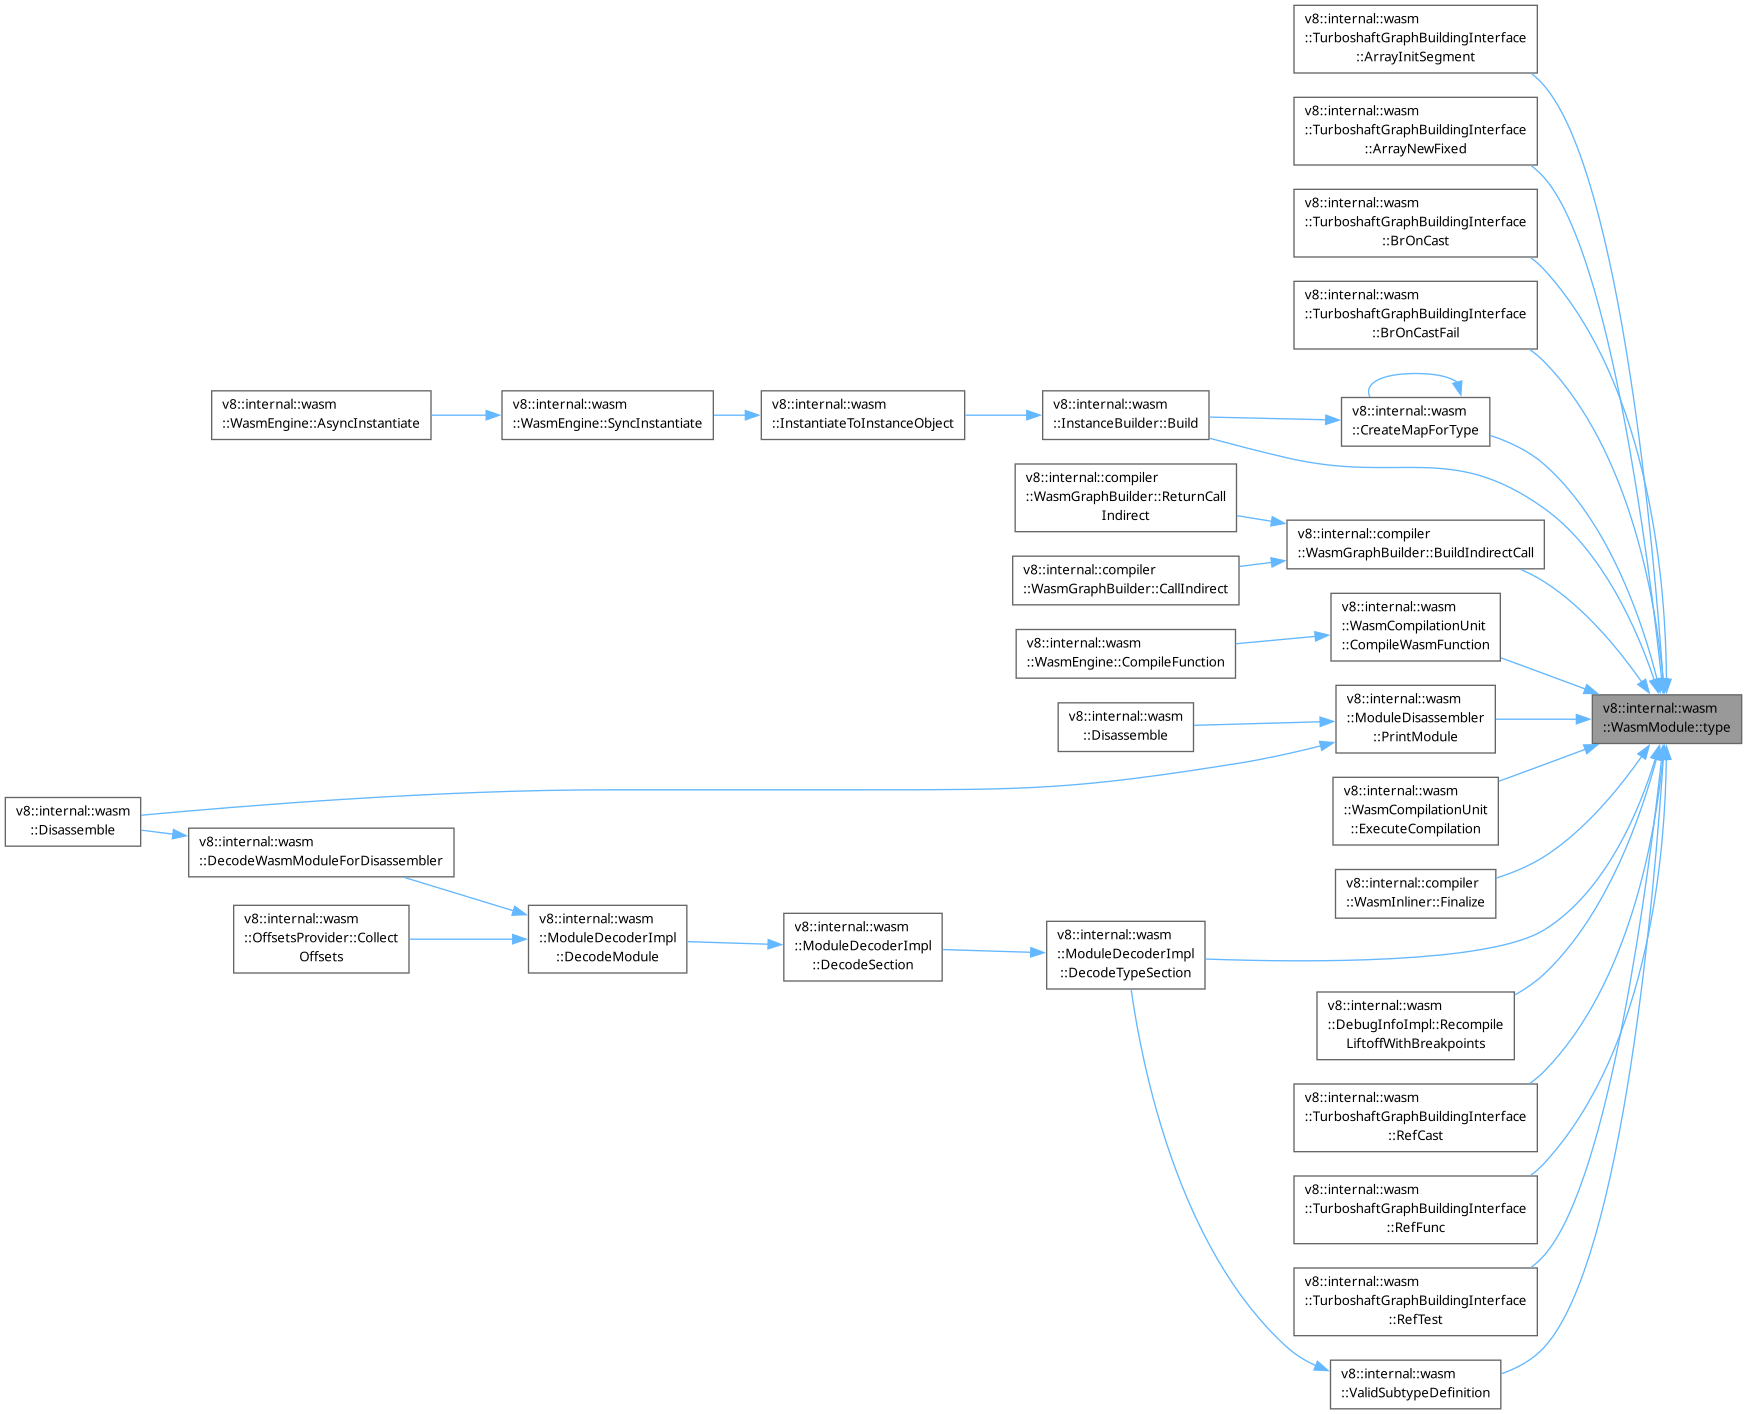 v8::internal::wasm
::TurboshaftGraphBuildingInterface
::ArrayInitSegment
v8::internal::wasm
::TurboshaftGraphBuildingInterface
::ArrayNewFixed
v8::internal::wasm
::TurboshaftGraphBuildingInterface
::BrOnCast
v8::internal::wasm
::TurboshaftGraphBuildingInterface
::BrOnCastFail
v8::internal::wasm
::WasmEngine::AsyncInstantiate
v8::internal::wasm
::WasmEngine::SyncInstantiate
v8::internal::wasm
::InstantiateToInstanceObject
v8::internal::wasm
::InstanceBuilder::Build
v8::internal::wasm
::CreateMapForType
v8::internal::compiler
::WasmGraphBuilder::ReturnCall
Indirect
v8::internal::compiler
::WasmGraphBuilder::BuildIndirectCall
v8::internal::compiler
::WasmGraphBuilder::CallIndirect
v8::internal::wasm
::WasmCompilationUnit
::CompileWasmFunction
v8::internal::wasm
::WasmEngine::CompileFunction
v8::internal::wasm
::Disassemble
v8::internal::wasm
::ModuleDisassembler
::PrintModule
v8::internal::wasm
::WasmModule::type
v8::internal::wasm
::WasmCompilationUnit
::ExecuteCompilation
v8::internal::wasm
::Disassemble
v8::internal::wasm
::DecodeWasmModuleForDisassembler
v8::internal::compiler
::WasmInliner::Finalize
v8::internal::wasm
::OffsetsProvider::Collect
Offsets
v8::internal::wasm
::ModuleDecoderImpl
::DecodeModule
v8::internal::wasm
::ModuleDecoderImpl
::DecodeSection
v8::internal::wasm
::ModuleDecoderImpl
::DecodeTypeSection
v8::internal::wasm
::DebugInfoImpl::Recompile
LiftoffWithBreakpoints
v8::internal::wasm
::TurboshaftGraphBuildingInterface
::RefCast
v8::internal::wasm
::TurboshaftGraphBuildingInterface
::RefFunc
v8::internal::wasm
::TurboshaftGraphBuildingInterface
::RefTest
v8::internal::wasm
::ValidSubtypeDefinition